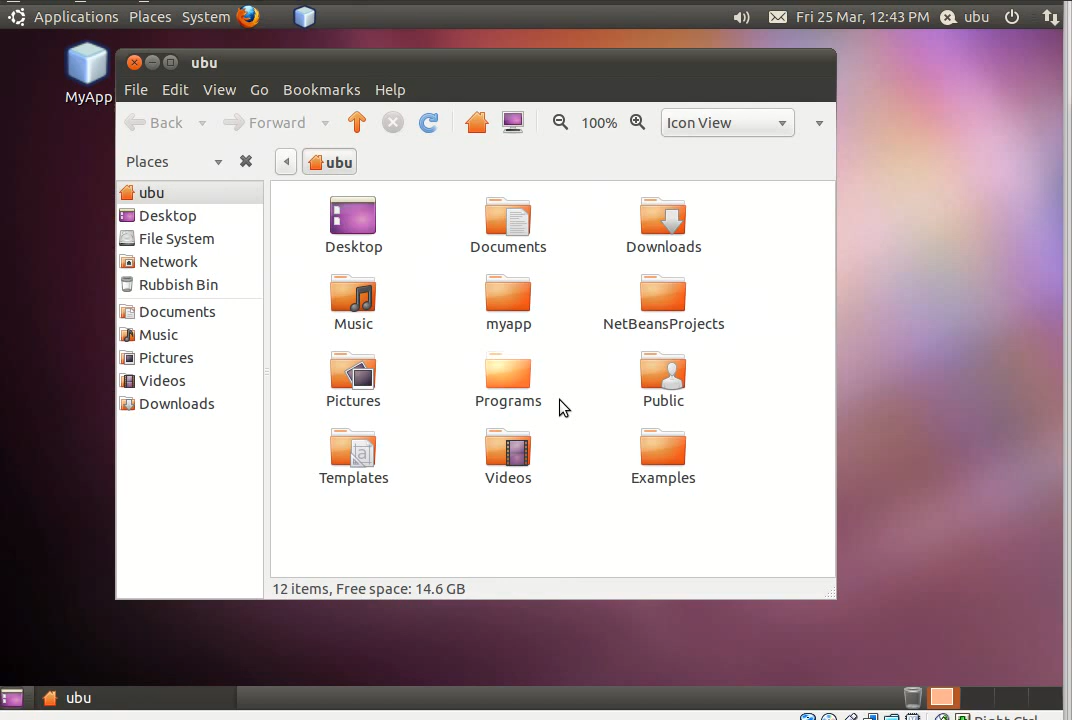 Applications Places System Fri 25 Mar, 12:43 PM ubu
MyApp
ubu
File Edit View Go Bookmarks Help
Back Forward 100% Icon View
Places ubu
ubu
Desktop
File System
Network
Rubbish Bin
Documents
Music
Pictures
Videos
Downloads
Desktop Documents Downloads
Music myapp NetBeansProjects
Pictures Programs Public
Templates Videos Examples
12 items, Free space: 14.6 GB
ubu
Right Ctrl